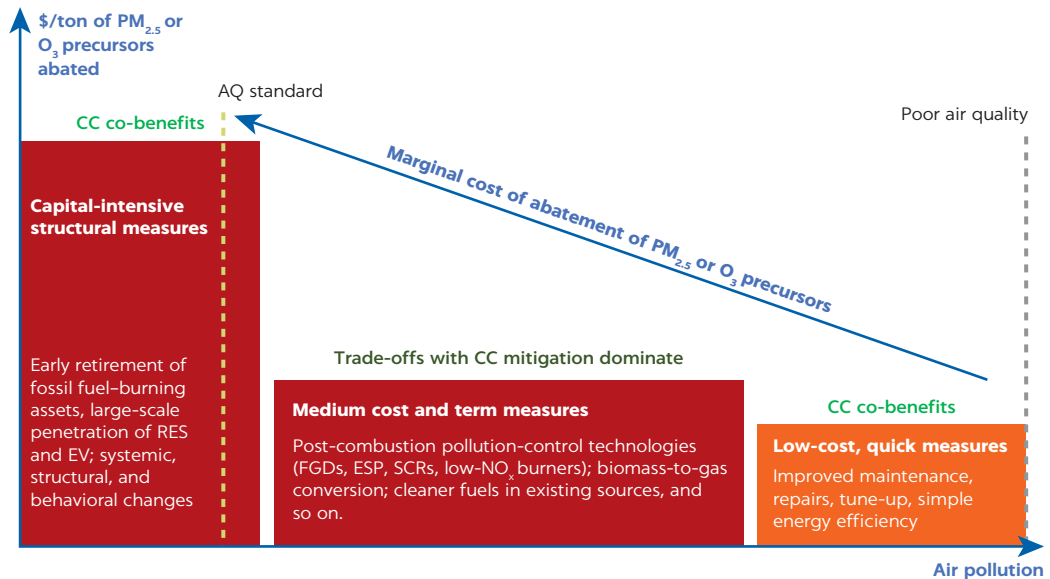 $/ton of PM2.5 or
O3 precursors
abated
AQ standard
CC co-benefits
Poor air quality
Marginal cost of abatement of PM2.5 or O3 precursors
Capital-intensive
structural measures
Early retirement of
fossil fuel–burning
assets, large-scale
penetration of RES
and EV; systemic,
structural, and
behavioral changes
Trade-offs with CC mitigation dominate
Medium cost and term measures
Post-combustion pollution-control technologies
(FGDs, ESP, SCRs, low-NOx burners); biomass-to-gas
conversion; cleaner fuels in existing sources, and
so on.
CC co-benefits
Low-cost, quick measures
Improved maintenance,
repairs, tune-up, simple
energy efficiency
Air pollution